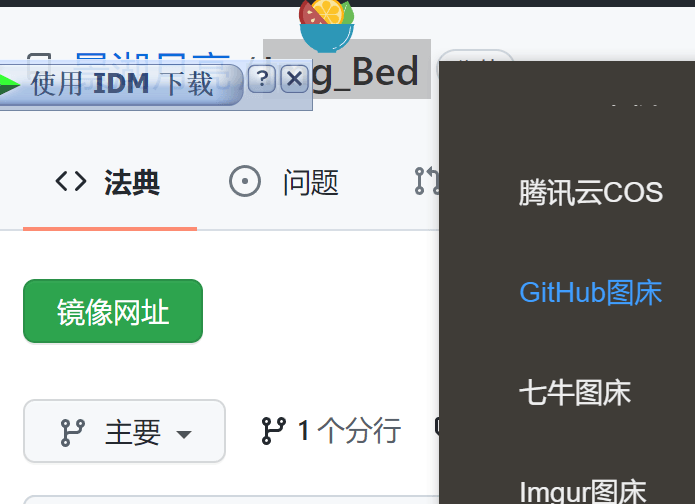 g_Bed
使用 IDM 下载
?
法典
问题
腾讯云COS
GitHub图床
镜像网址
七牛图床
主要
1 个分行
Imgur图床